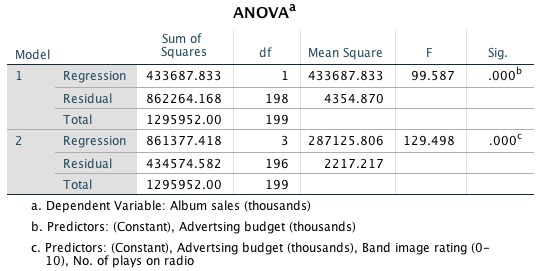 ANOVAa
Model Sum of Squares df Mean Square F Sig.
1 Regression 433687.833 1 433687.833 99.587 .000b
Residual 862264.168 198 4354.870
Total 1295952.00 199
2 Regression 861377.418 3 287125.806 129.498 .000c
Residual 434574.582 196 2217.217
Total 1295952.00 199
a. Dependent Variable: Album sales (thousands)
b. Predictors: (Constant), Advertsing budget (thousands)
c. Predictors: (Constant), Advertsing budget (thousands), Band image rating (0-
10), No. of plays on radio